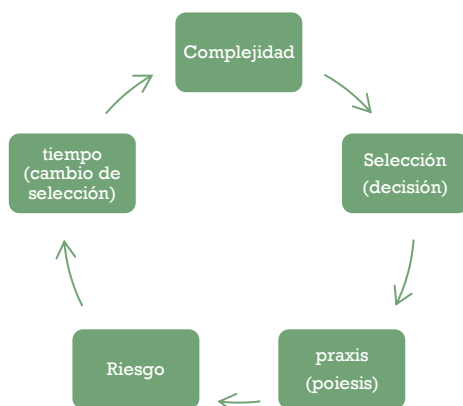 Complejidad
Selección
(decisión)
praxis
(poiesis)
Riesgo
tiempo
(cambio de
selección)